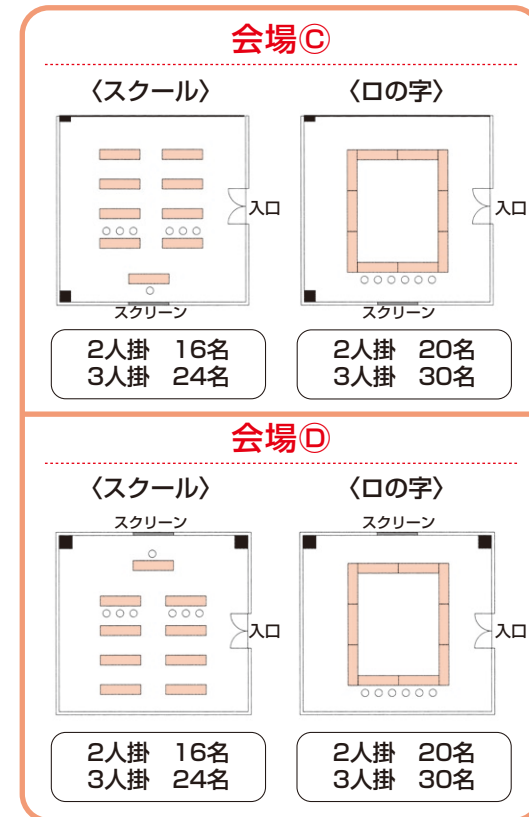 会場Ⓒ
〈スクール〉
入口
スクリーン
2人掛 16名
3人掛 24名
〈ロの字〉
入口
スクリーン
2人掛 20名
3人掛 30名
会場Ⓓ
〈スクール〉
スクリーン
入口
2人掛 16名
3人掛 24名
〈ロの字〉
スクリーン
入口
2人掛 20名
3人掛 30名